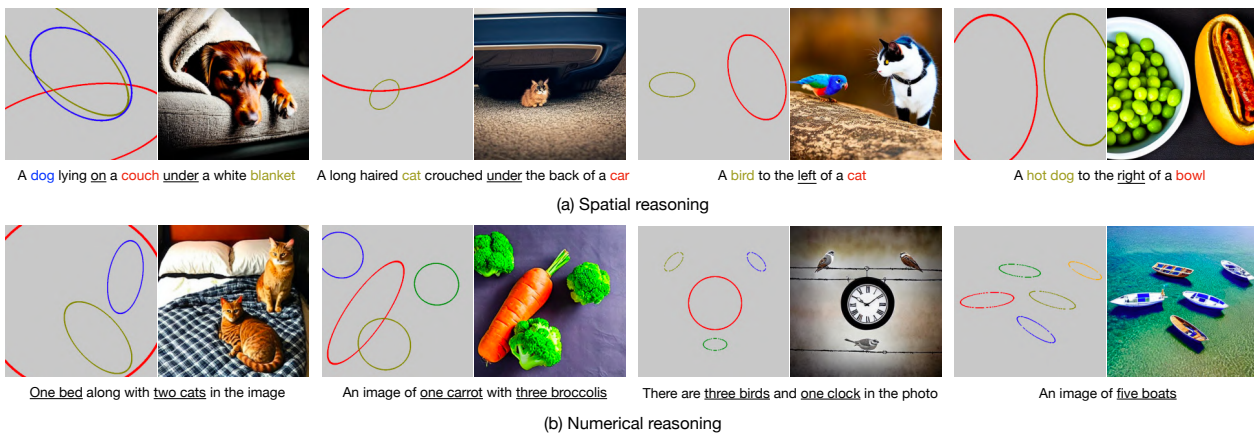 A dog lying on a couch under a white blanket
A long haired cat crouched under the back of a car
A bird to the left of a cat
A hot dog to the right of a bowl
(a) Spatial reasoning
One bed along with two cats in the image
An image of one carrot with three broccolis
There are three birds and one clock in the photo
An image of five boats
(b) Numerical reasoning